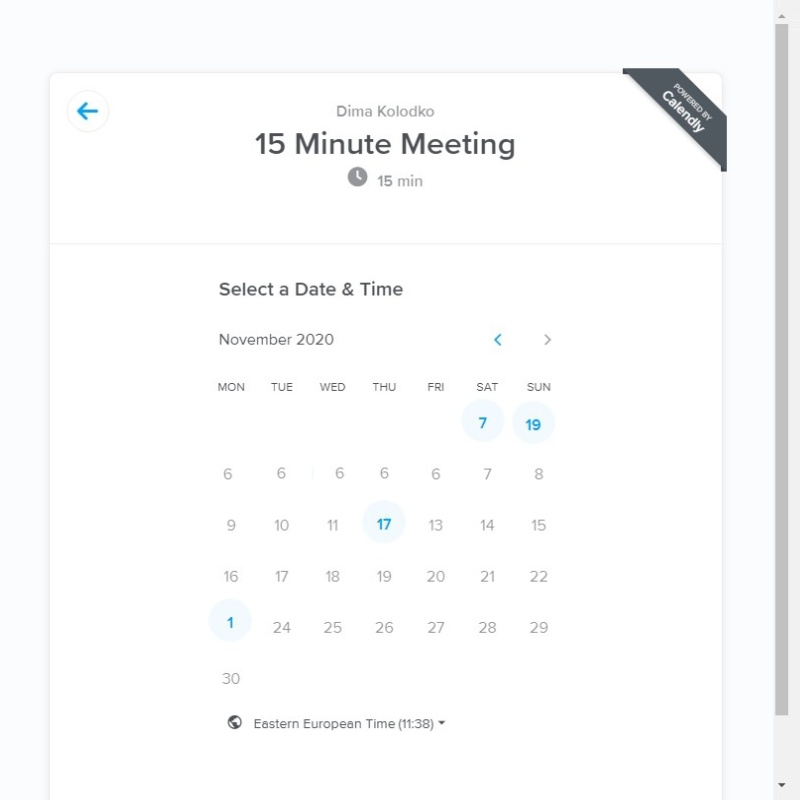 POWERED BY
Calendly
Dima Kolodko
15 Minute Meeting
15 min
Select a Date & Time
November 2020
MON TUE WED THU FRI SAT SUN
7 19
6 6 6 6 6 7 8
9 10 11 17 13 14 15
16 17 18 19 20 21 22
1 24 25 26 27 28 29
30
Eastern European Time (11:38)